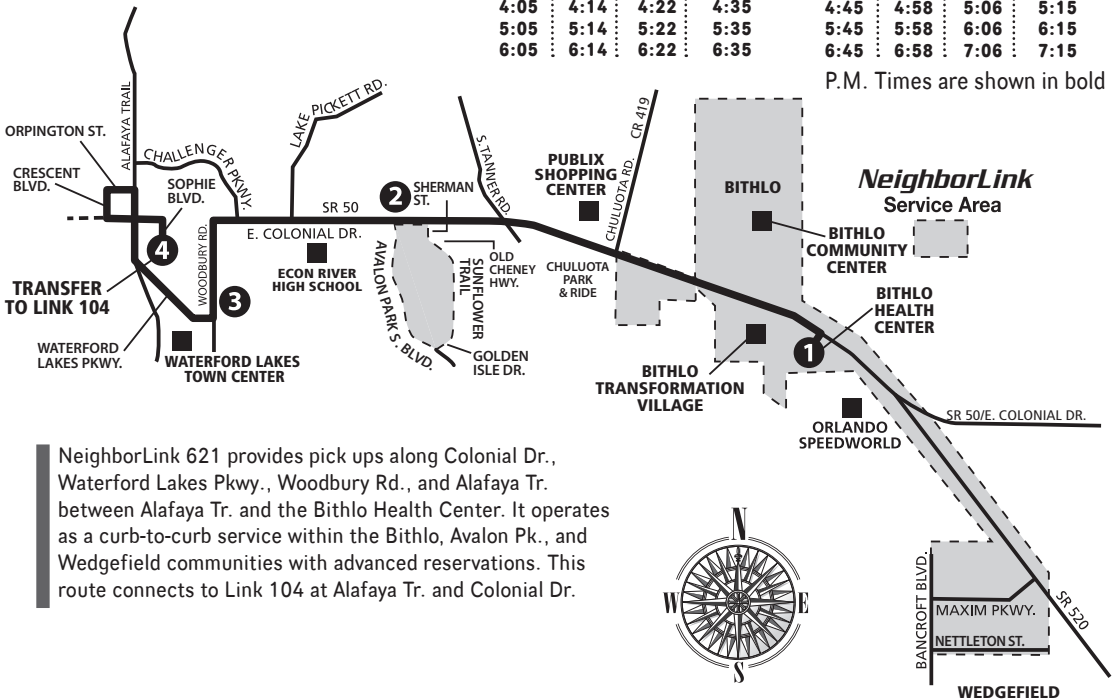 4:05 4:14 4:22 4:35
5:05 5:14 5:22 5:35
6:05 6:14 6:22 6:35
4:45 4:58 5:06 5:15
5:45 5:58 6:06 6:15
6:45 6:58 7:06 7:15
P.M. Times are shown in bold
ORPINGTON ST.
ALAFAYA TRAIL
CRESCENT
BLVD.
CHALLENGER PKWY.
SOPHIE
BLVD.
4
TRANSFER
TO LINK 104
WOODBURY RD.
3
WATERFORD
LAKES PKWY.
WATERFORD LAKES
TOWN CENTER
LAKE PICKETT RD.
SR 50
E. COLONIAL DR.
ECON RIVER
HIGH SCHOOL
2
SHERMAN
ST.
S. TANNER RD.
OLD
CHENEY
HWY.
SUNFLOWER
TRAIL
AVALON PARK S. BLVD.
GOLDEN
ISLE DR.
PUBLIX
SHOPPING
CENTER
CHULUOTA RD. CR 419
CHULUOTA
PARK
& RIDE
BITHLO
NeighborLink
Service Area
BITHLO
COMMUNITY
CENTER
BITHLO
HEALTH
CENTER
1
BITHLO
TRANSFORMATION
VILLAGE
ORLANDO
SPEEDWORLD
SR 50/E. COLONIAL DR.
NeighborLink 621 provides pick ups along Colonial Dr.,
Waterford Lakes Pkwy., Woodbury Rd., and Alafaya Tr.
between Alafaya Tr. and the Bithlo Health Center. It operates
as a curb-to-curb service within the Bithlo, Avalon Pk., and
Wedgefield communities with advanced reservations. This
route connects to Link 104 at Alafaya Tr. and Colonial Dr.
N
W E
S
BANCROFT BLVD.
MAXIM PKWY.
NETTLETON ST.
SR 520
WEDGEFIELD